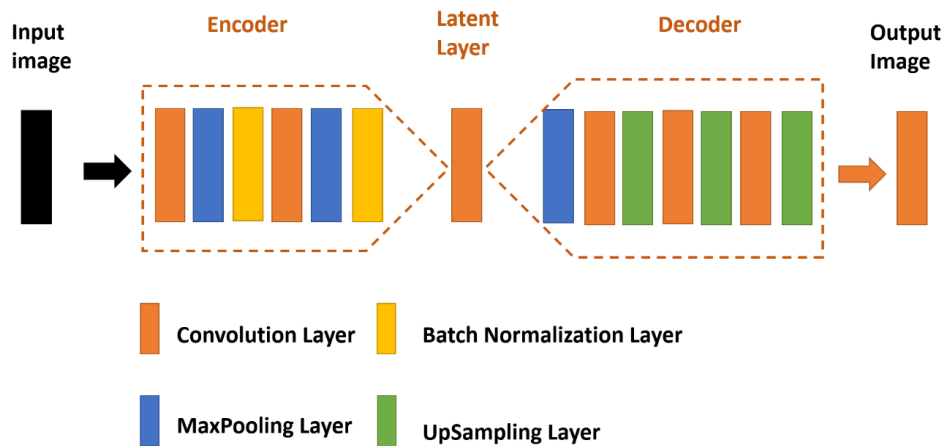 Input
image
Encoder
Latent
Layer
Decoder
Output
Image
Convolution Layer
Batch Normalization Layer
MaxPooling Layer
UpSampling Layer